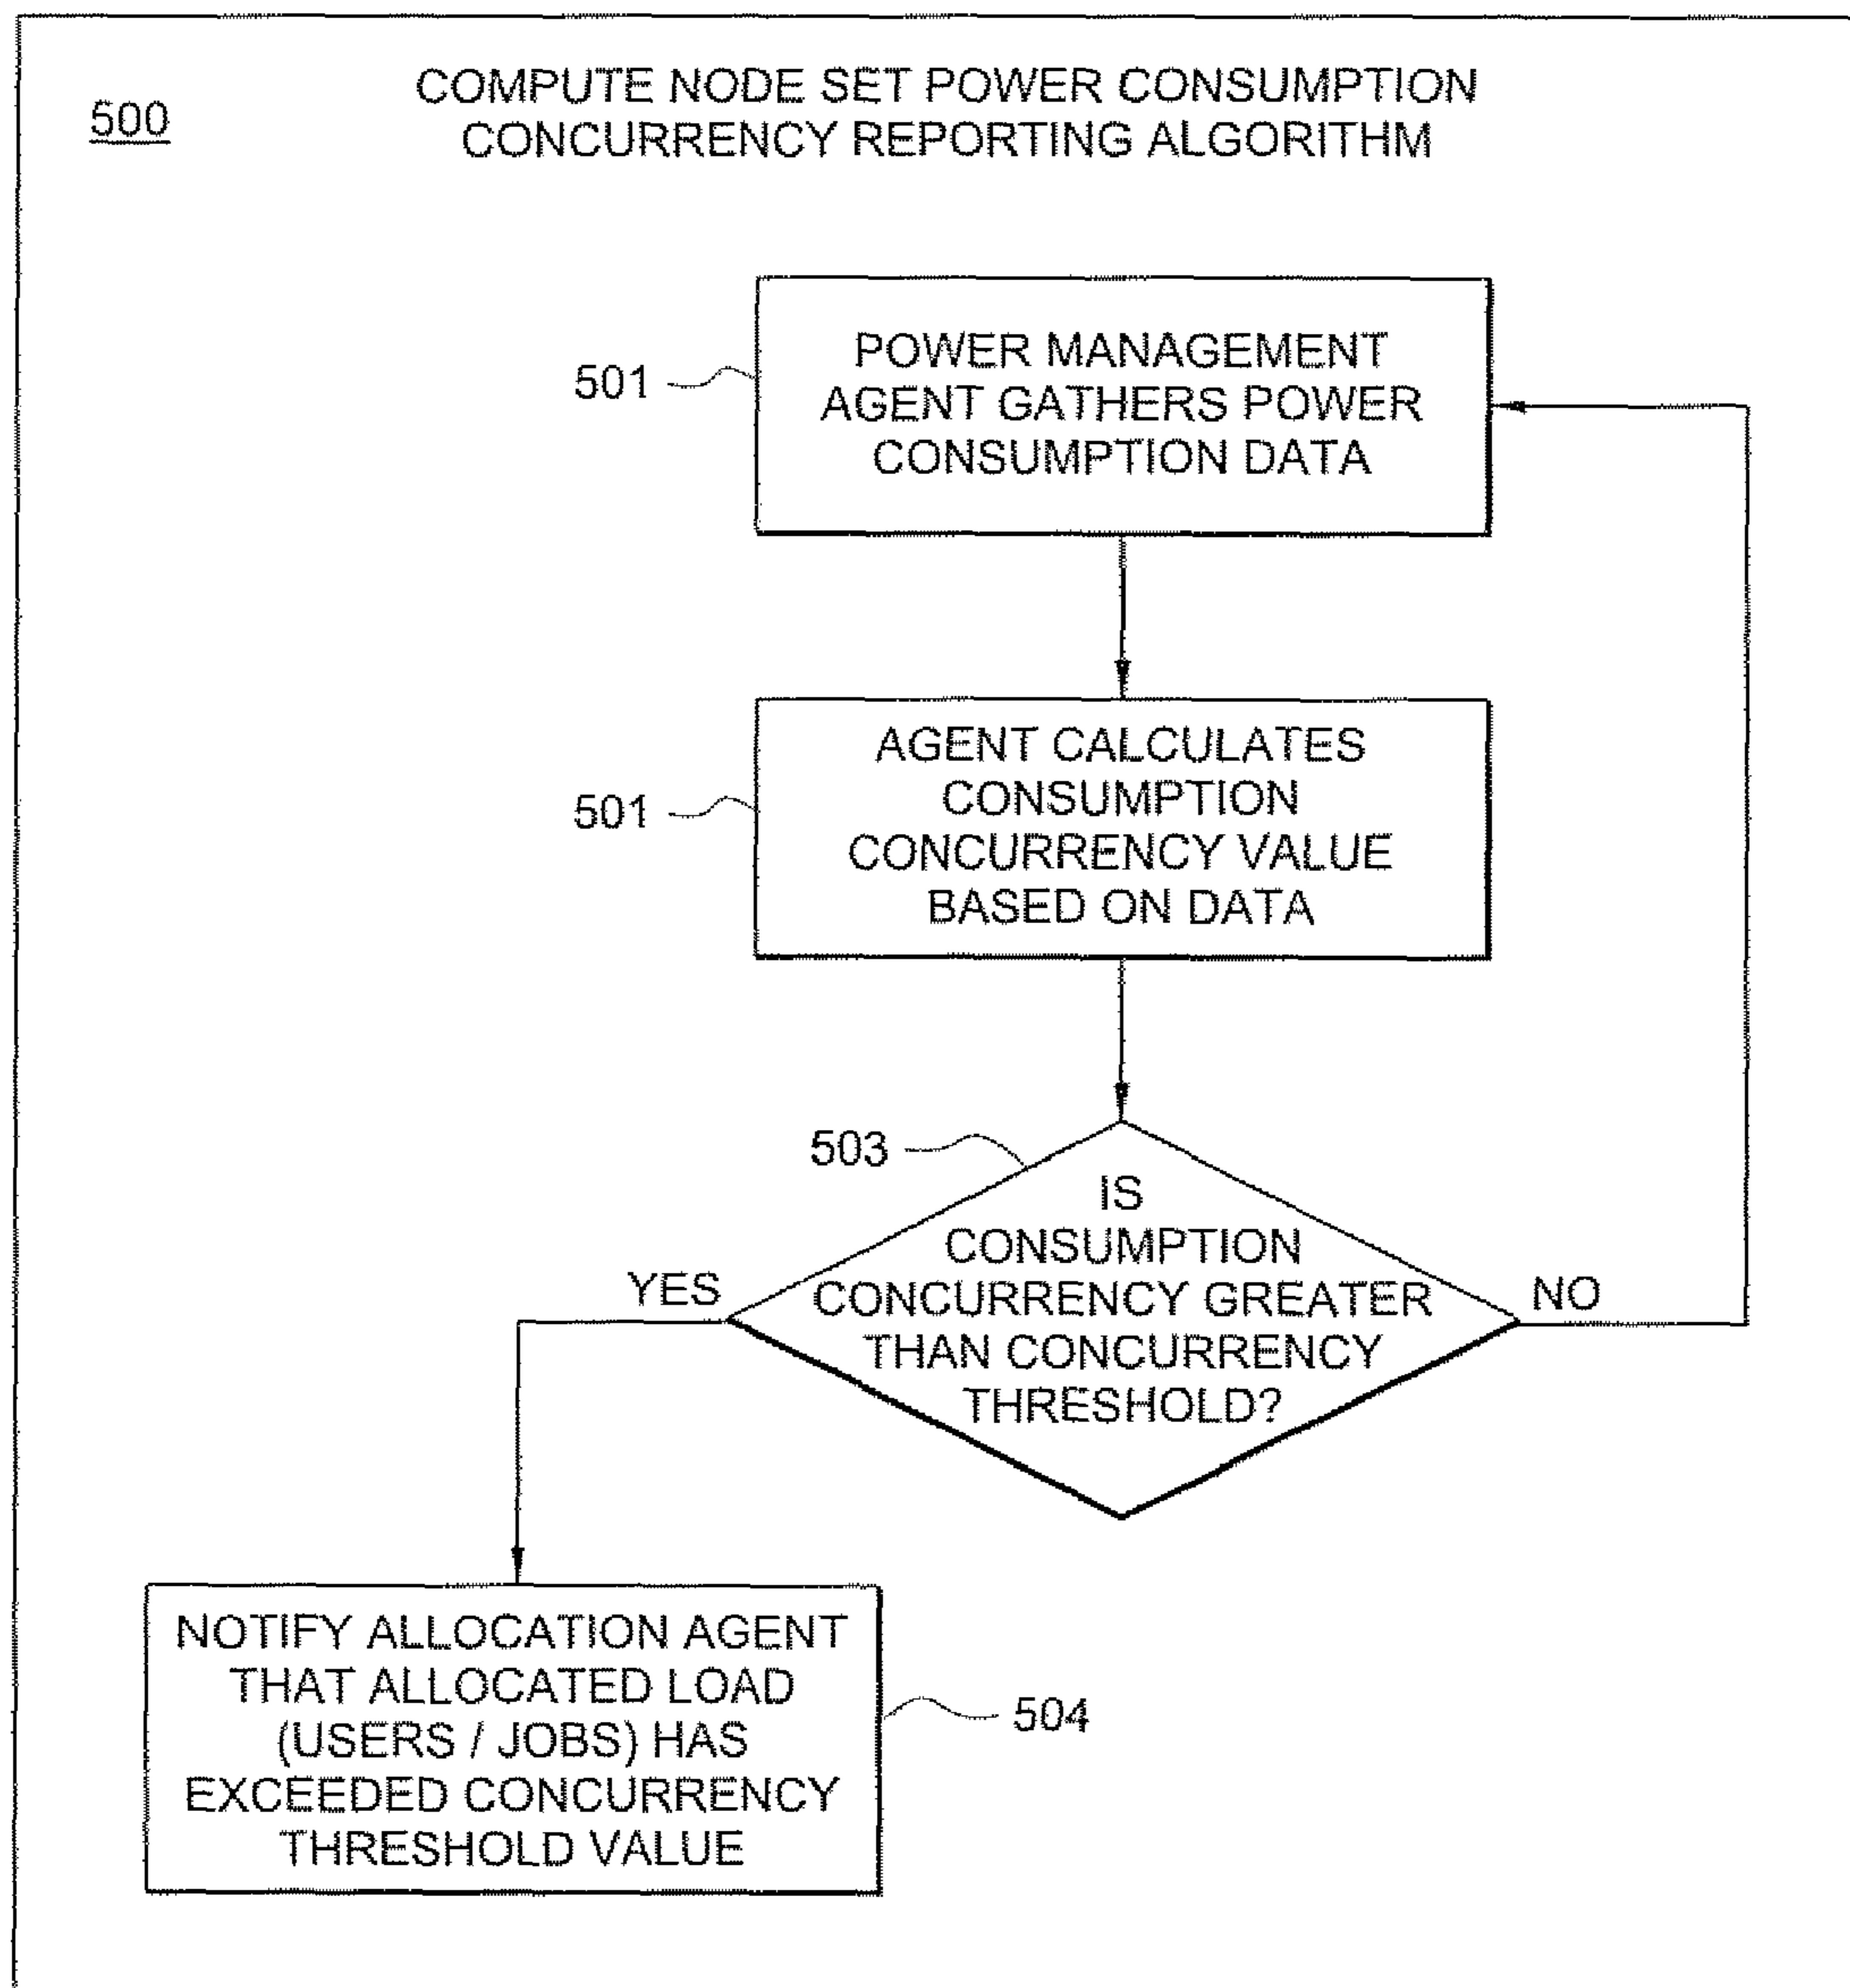 500
COMPUTE NODE SET POWER CONSUMPTION
CONCURRENCY REPORTING ALGORITHM
501
POWER MANAGEMENT
AGENT GATHERS POWER
CONSUMPTION DATA
501
AGENT CALCULATES
CONSUMPTION
CONCURRENCY VALUE
BASED ON DATA
503
IS
CONSUMPTION
CONCURRENCY GREATER
THAN CONCURRENCY
THRESHOLD?
YES
NO
NOTIFY ALLOCATION AGENT
THAT ALLOCATED LOAD
(USERS / JOBS) HAS
EXCEEDED CONCURRENCY
THRESHOLD VALUE
504